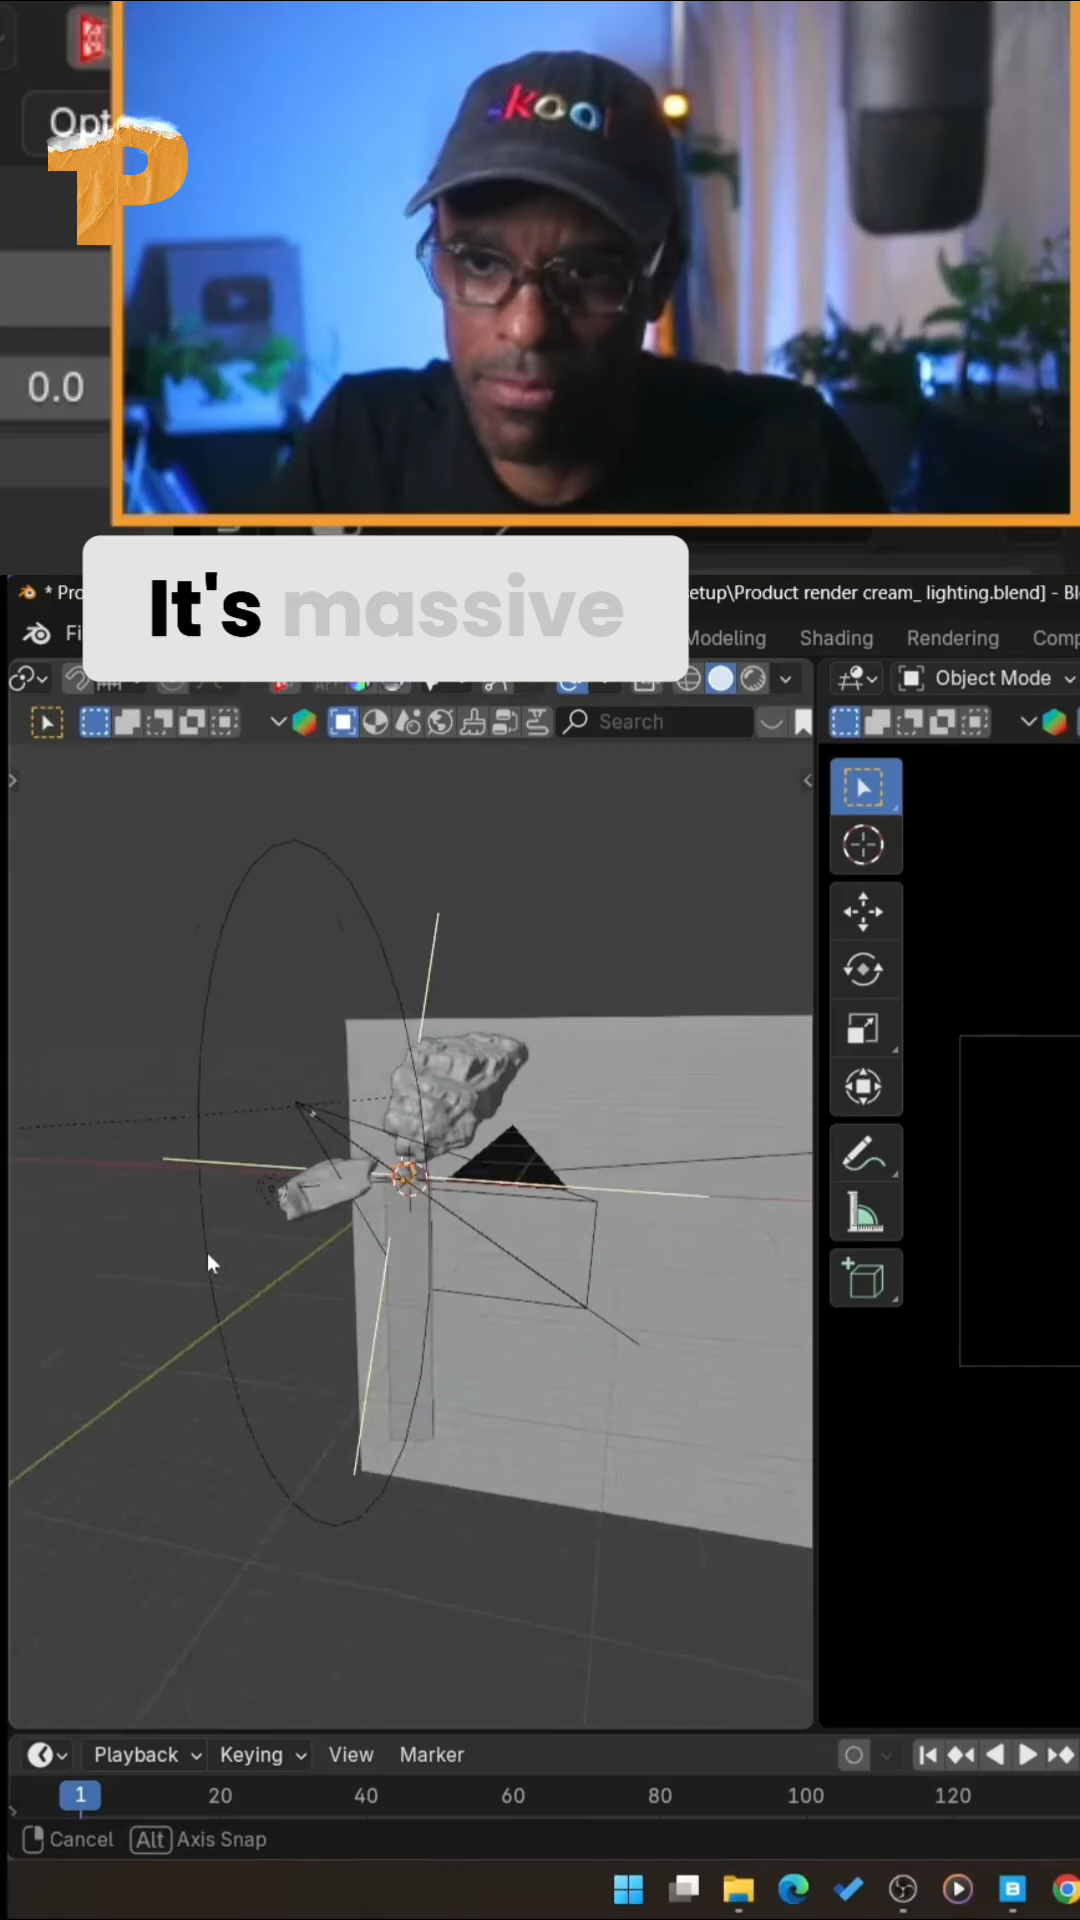 Opt
P
kool
0.0
It's massive
* Pro
etup\Product render cream_ lighting.blend] - Bl
Fi
Modeling
Shading
Rendering
Comp
Object Mode
Search
Playback
Keying
View
Marker
1
20
40
60
80
100
120
Cancel
Alt
Axis Snap
B